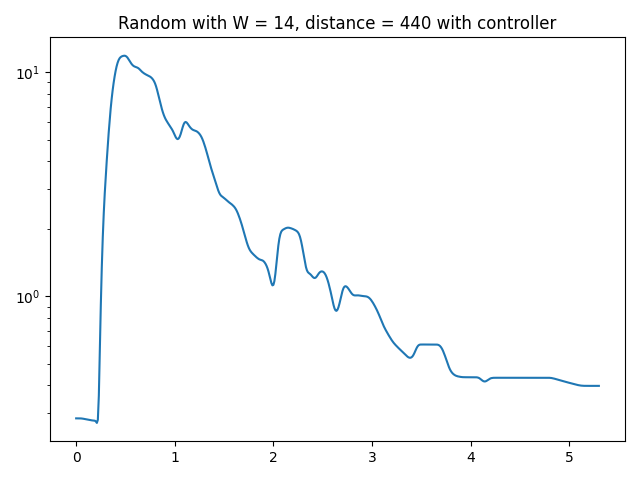 Random with W = 14, distance = 440 with controller
10¹
10⁰
0 1 2 3 4 5